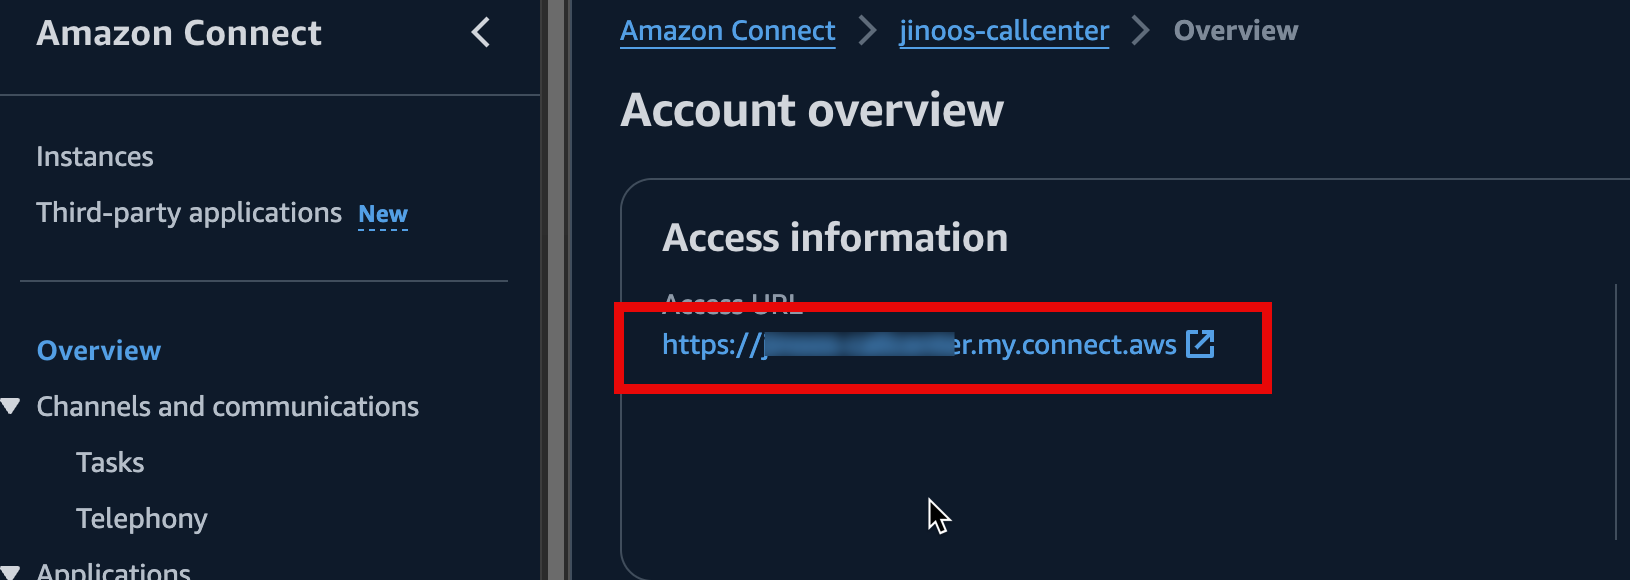 Amazon Connect
Instances
Third-party applications New
Overview
Channels and communications
Tasks
Telephony
Applications
Amazon Connect > jinoos-callcenter > Overview
Account overview
Access information
Access URL
https://j er.my.connect.aws